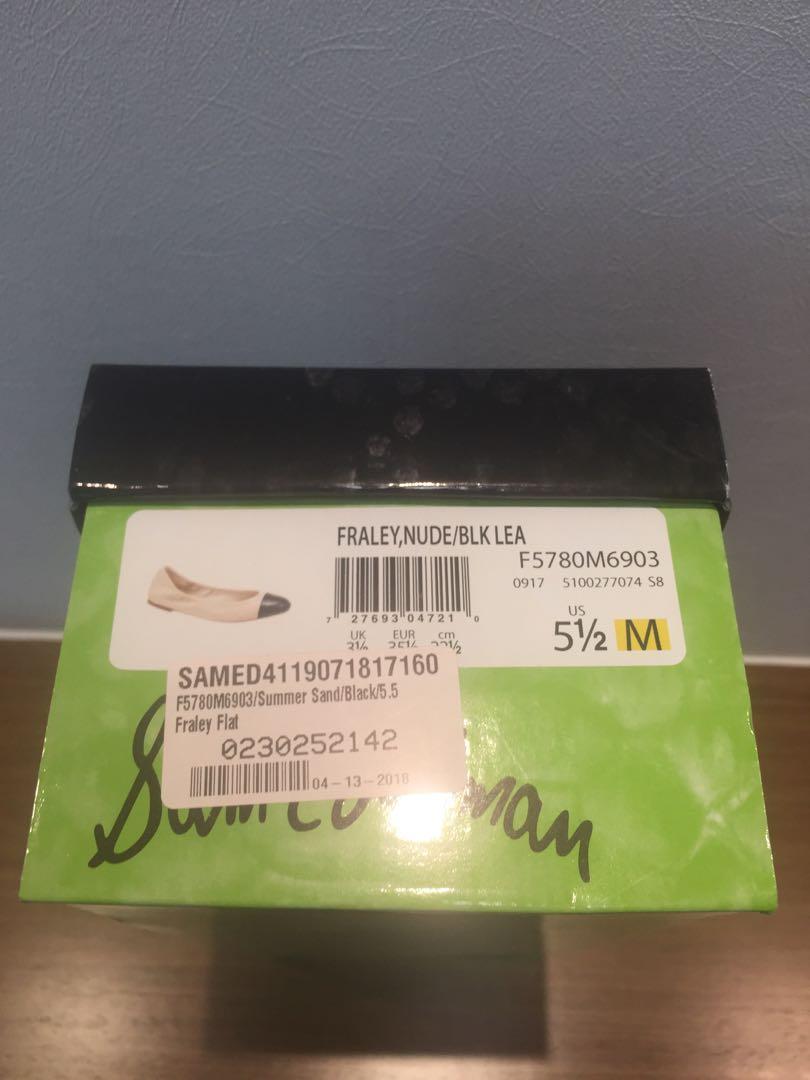 FRALEY,NUDE/BLK LEA
F5780M6903
0917 5100277074 S8
7 27693 04721 0
UK EUR cm
US
5½ M
SAMED4119071817160
F5780M6903/Summer Sand/Black/5.5
Fraley Flat
0230252142
04-13-2018